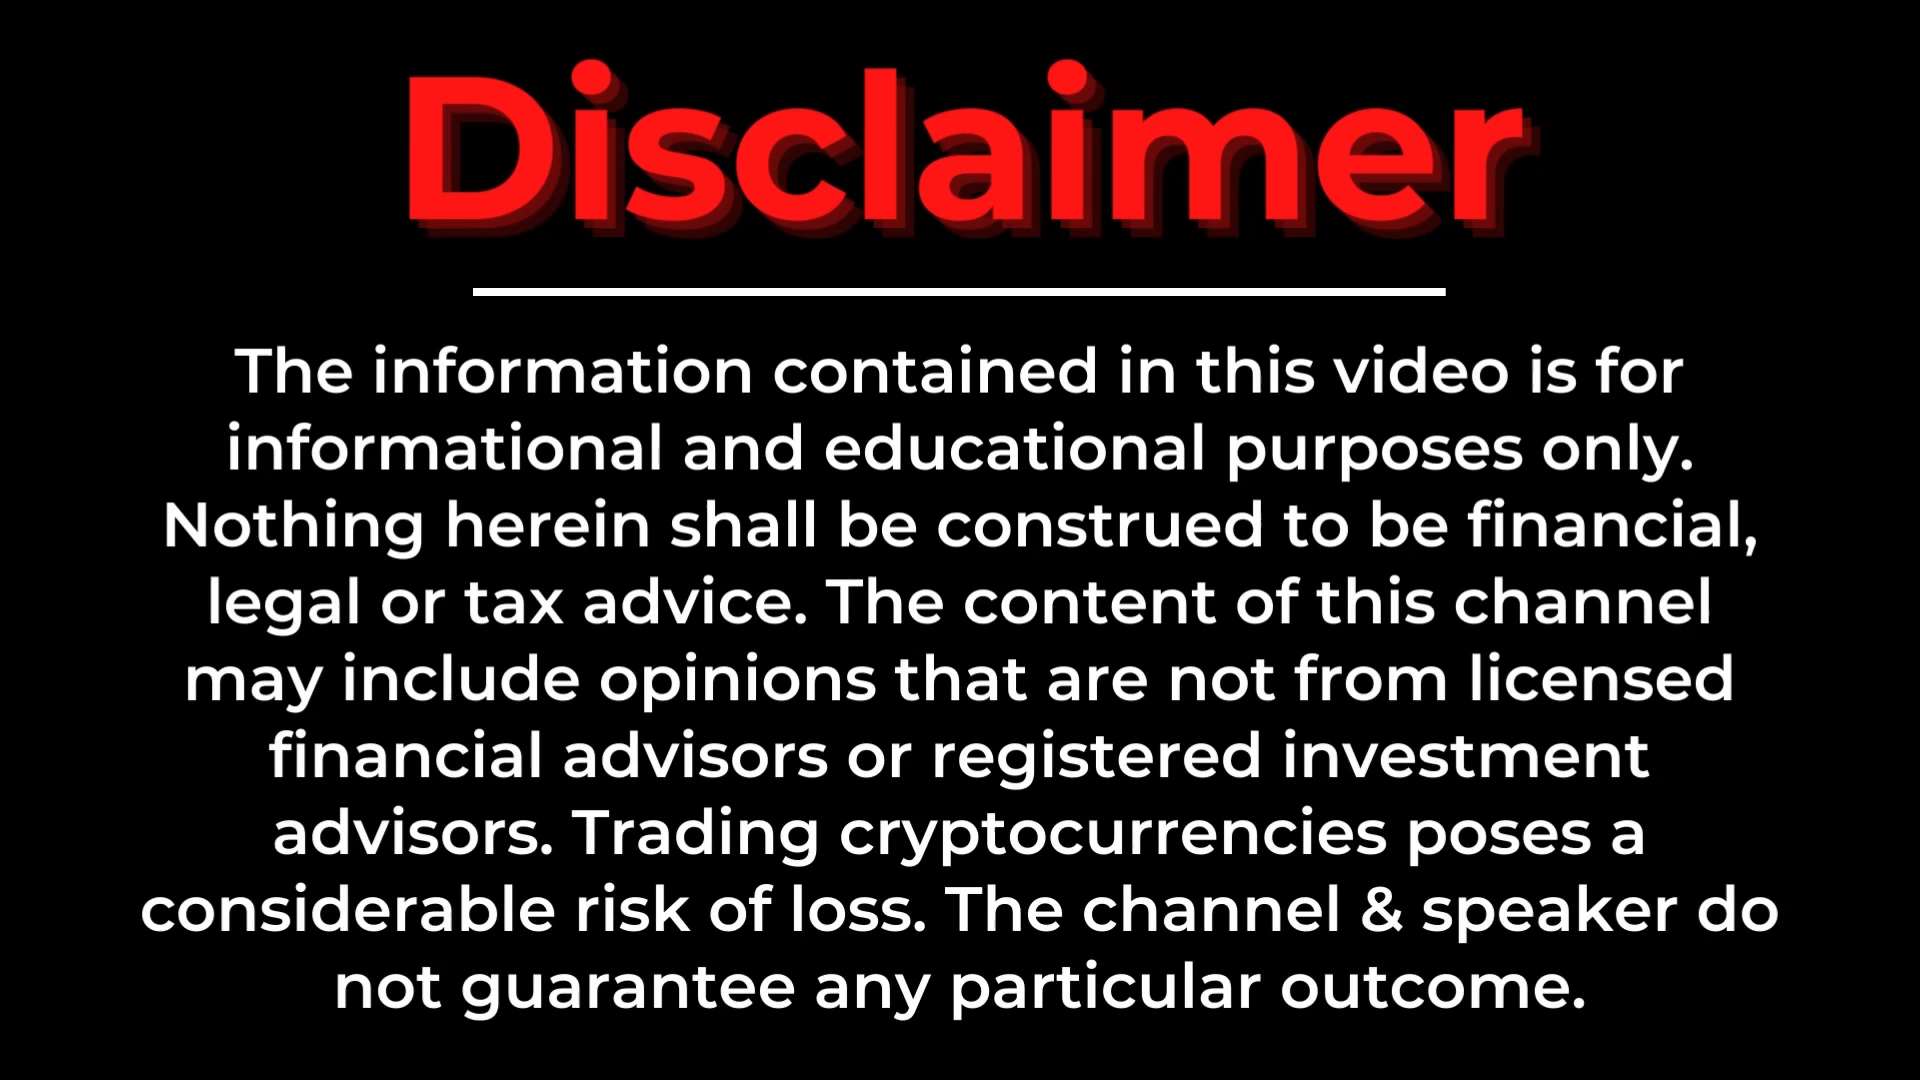 Disclaimer
The information contained in this video is for
informational and educational purposes only.
Nothing herein shall be construed to be financial,
legal or tax advice. The content of this channel
may include opinions that are not from licensed
financial advisors or registered investment
advisors. Trading cryptocurrencies poses a
considerable risk of loss. The channel & speaker do
not guarantee any particular outcome.